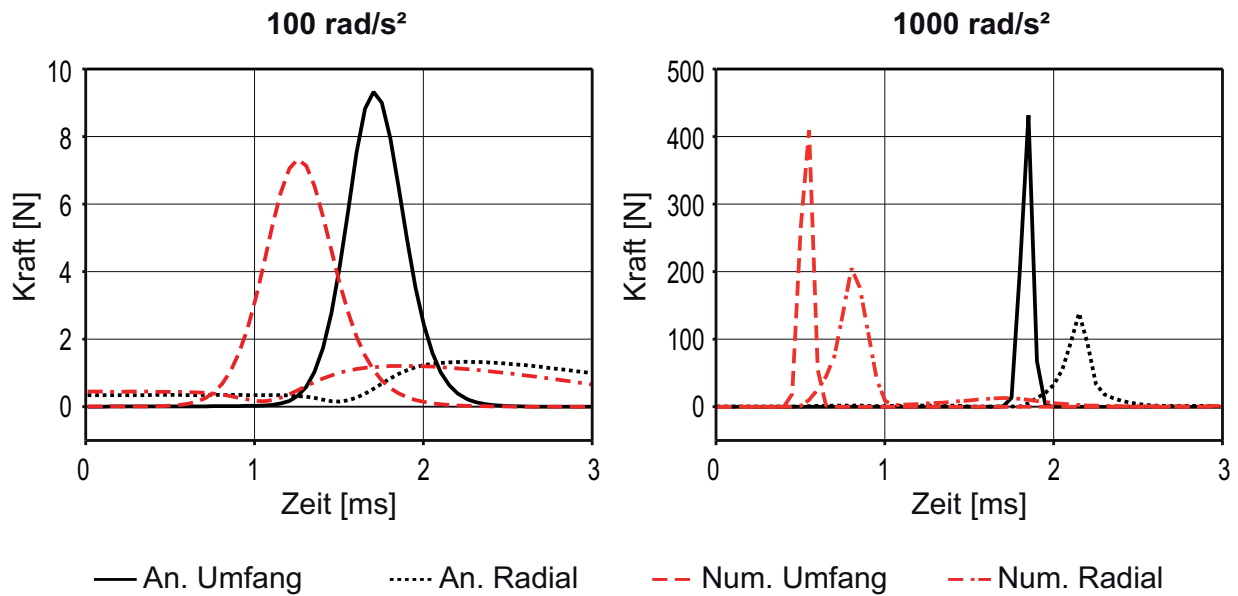 100 rad/s²
1000 rad/s²
10
8
6
4
2
0
Kraft [N]
0 1 2 3
Zeit [ms]
500
400
300
200
100
0
Kraft [N]
0 1 2 3
Zeit [ms]
An. Umfang An. Radial Num. Umfang Num. Radial